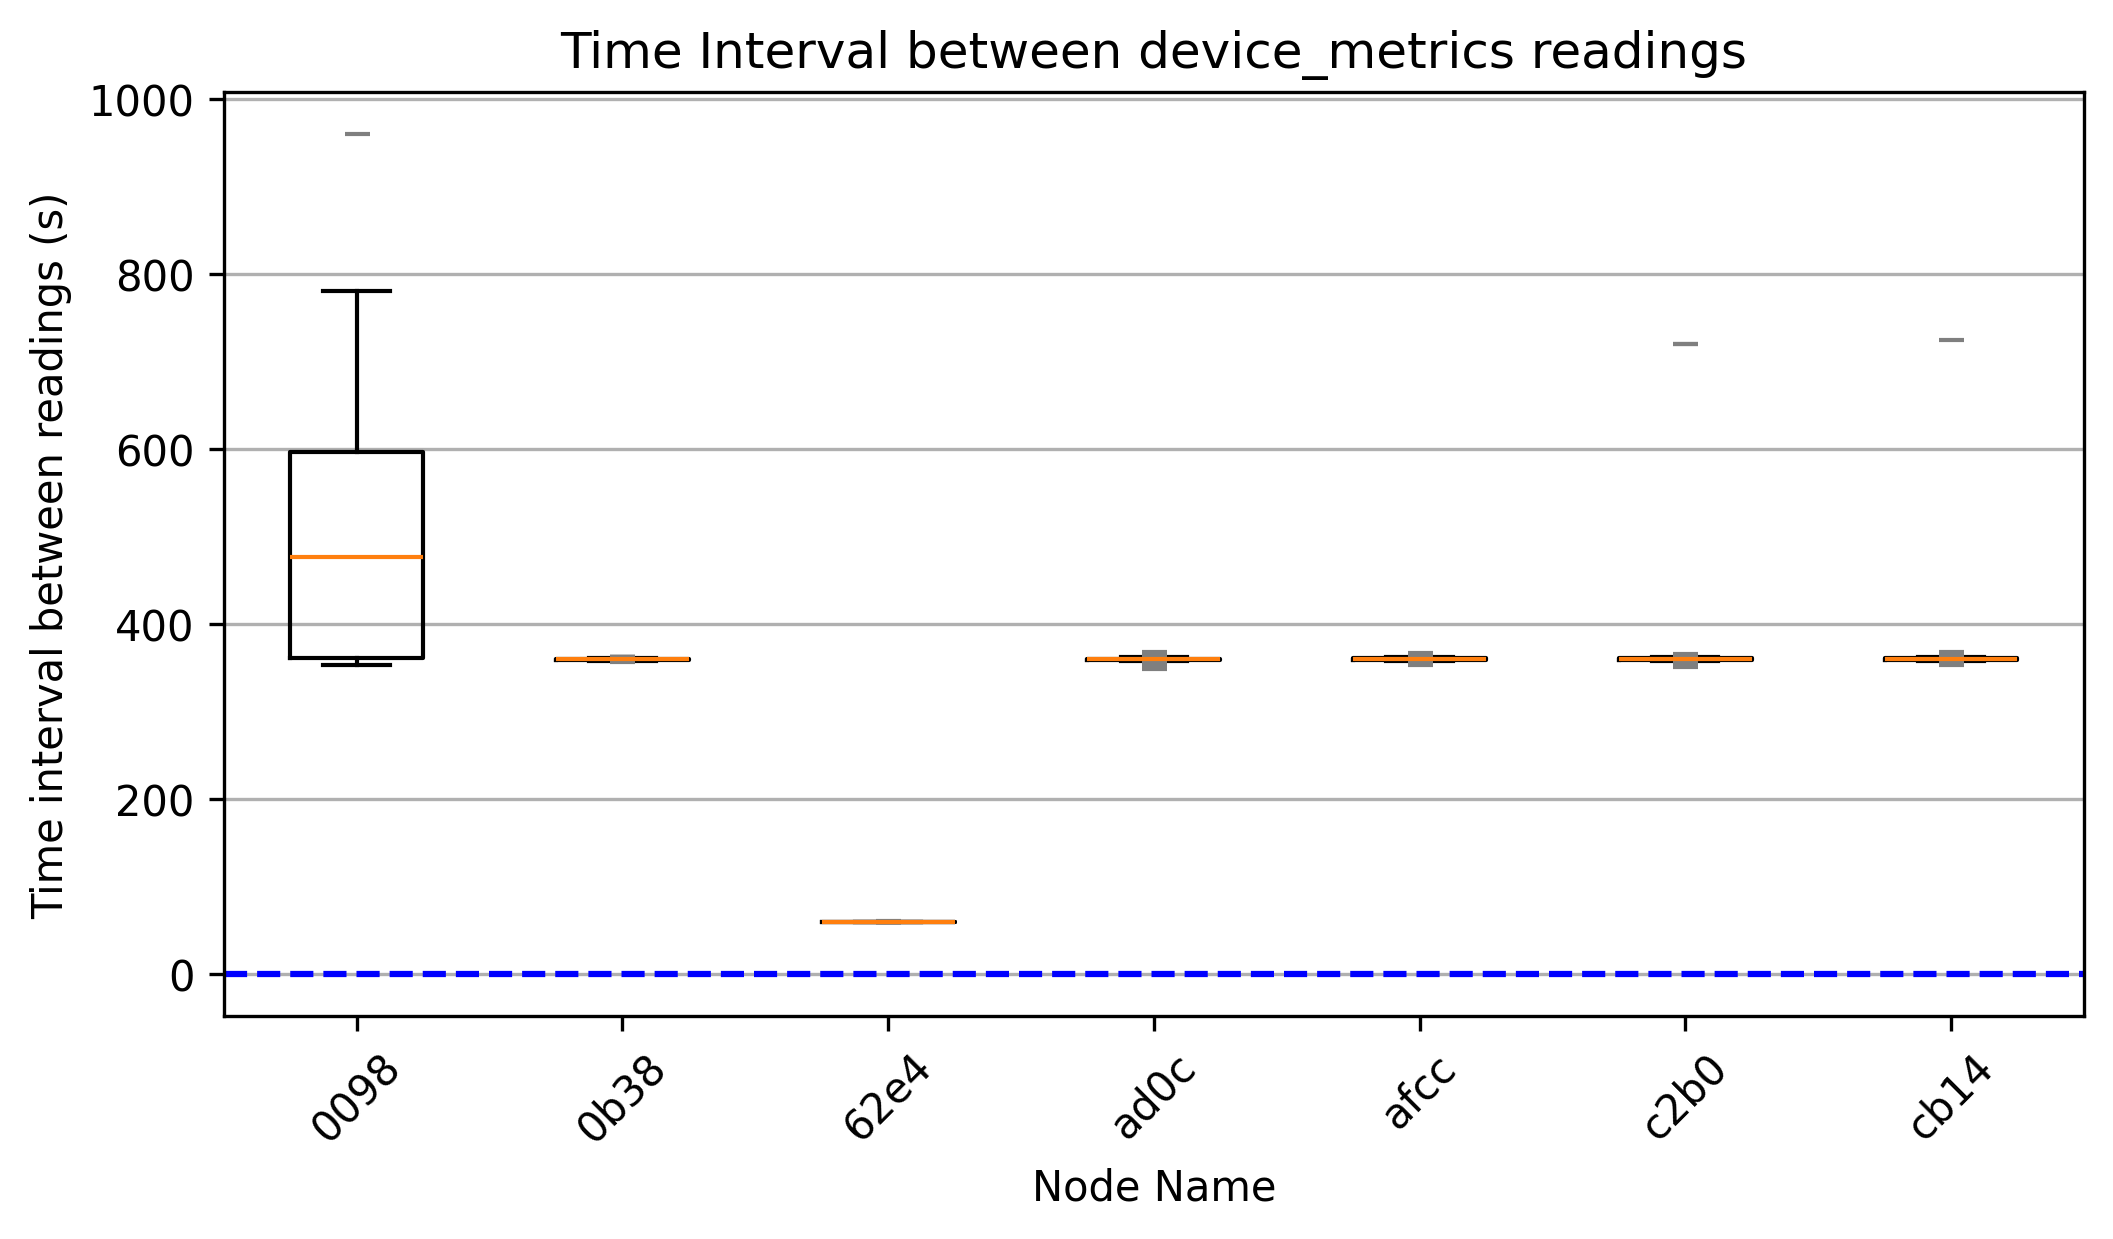 Time Interval between device_metrics readings
Time interval between readings (s)
1000
800
600
400
200
0
0098
0b38
62e4
ad0c
afcc
c2b0
cb14
Node Name